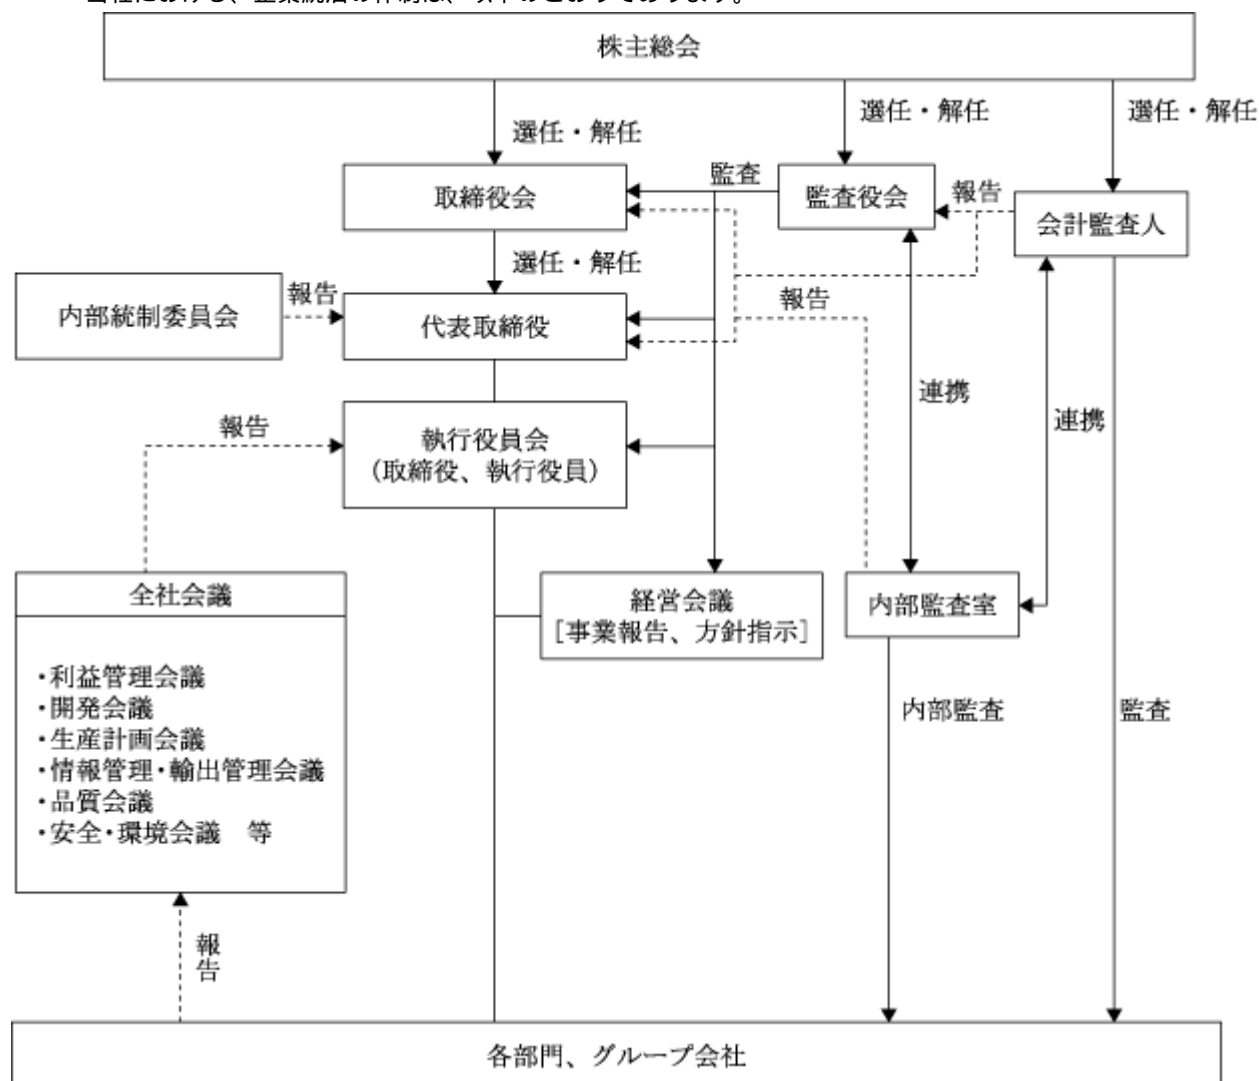 株主総会
選任・解任
選任・解任
選任・解任
取締役会
監査
監査役会
報告
会計監査人
選任・解任
内部統制委員会
報告
代表取締役
報告
連携
連携
報告
執行役員会
(取締役、執行役員)
全社会議
・利益管理会議
・開発会議
・生産計画会議
・情報管理・輸出管理会議
・品質会議
・安全・環境会議　等
経営会議
[事業報告、方針指示]
内部監査室
内部監査
監査
報告
各部門、グループ会社